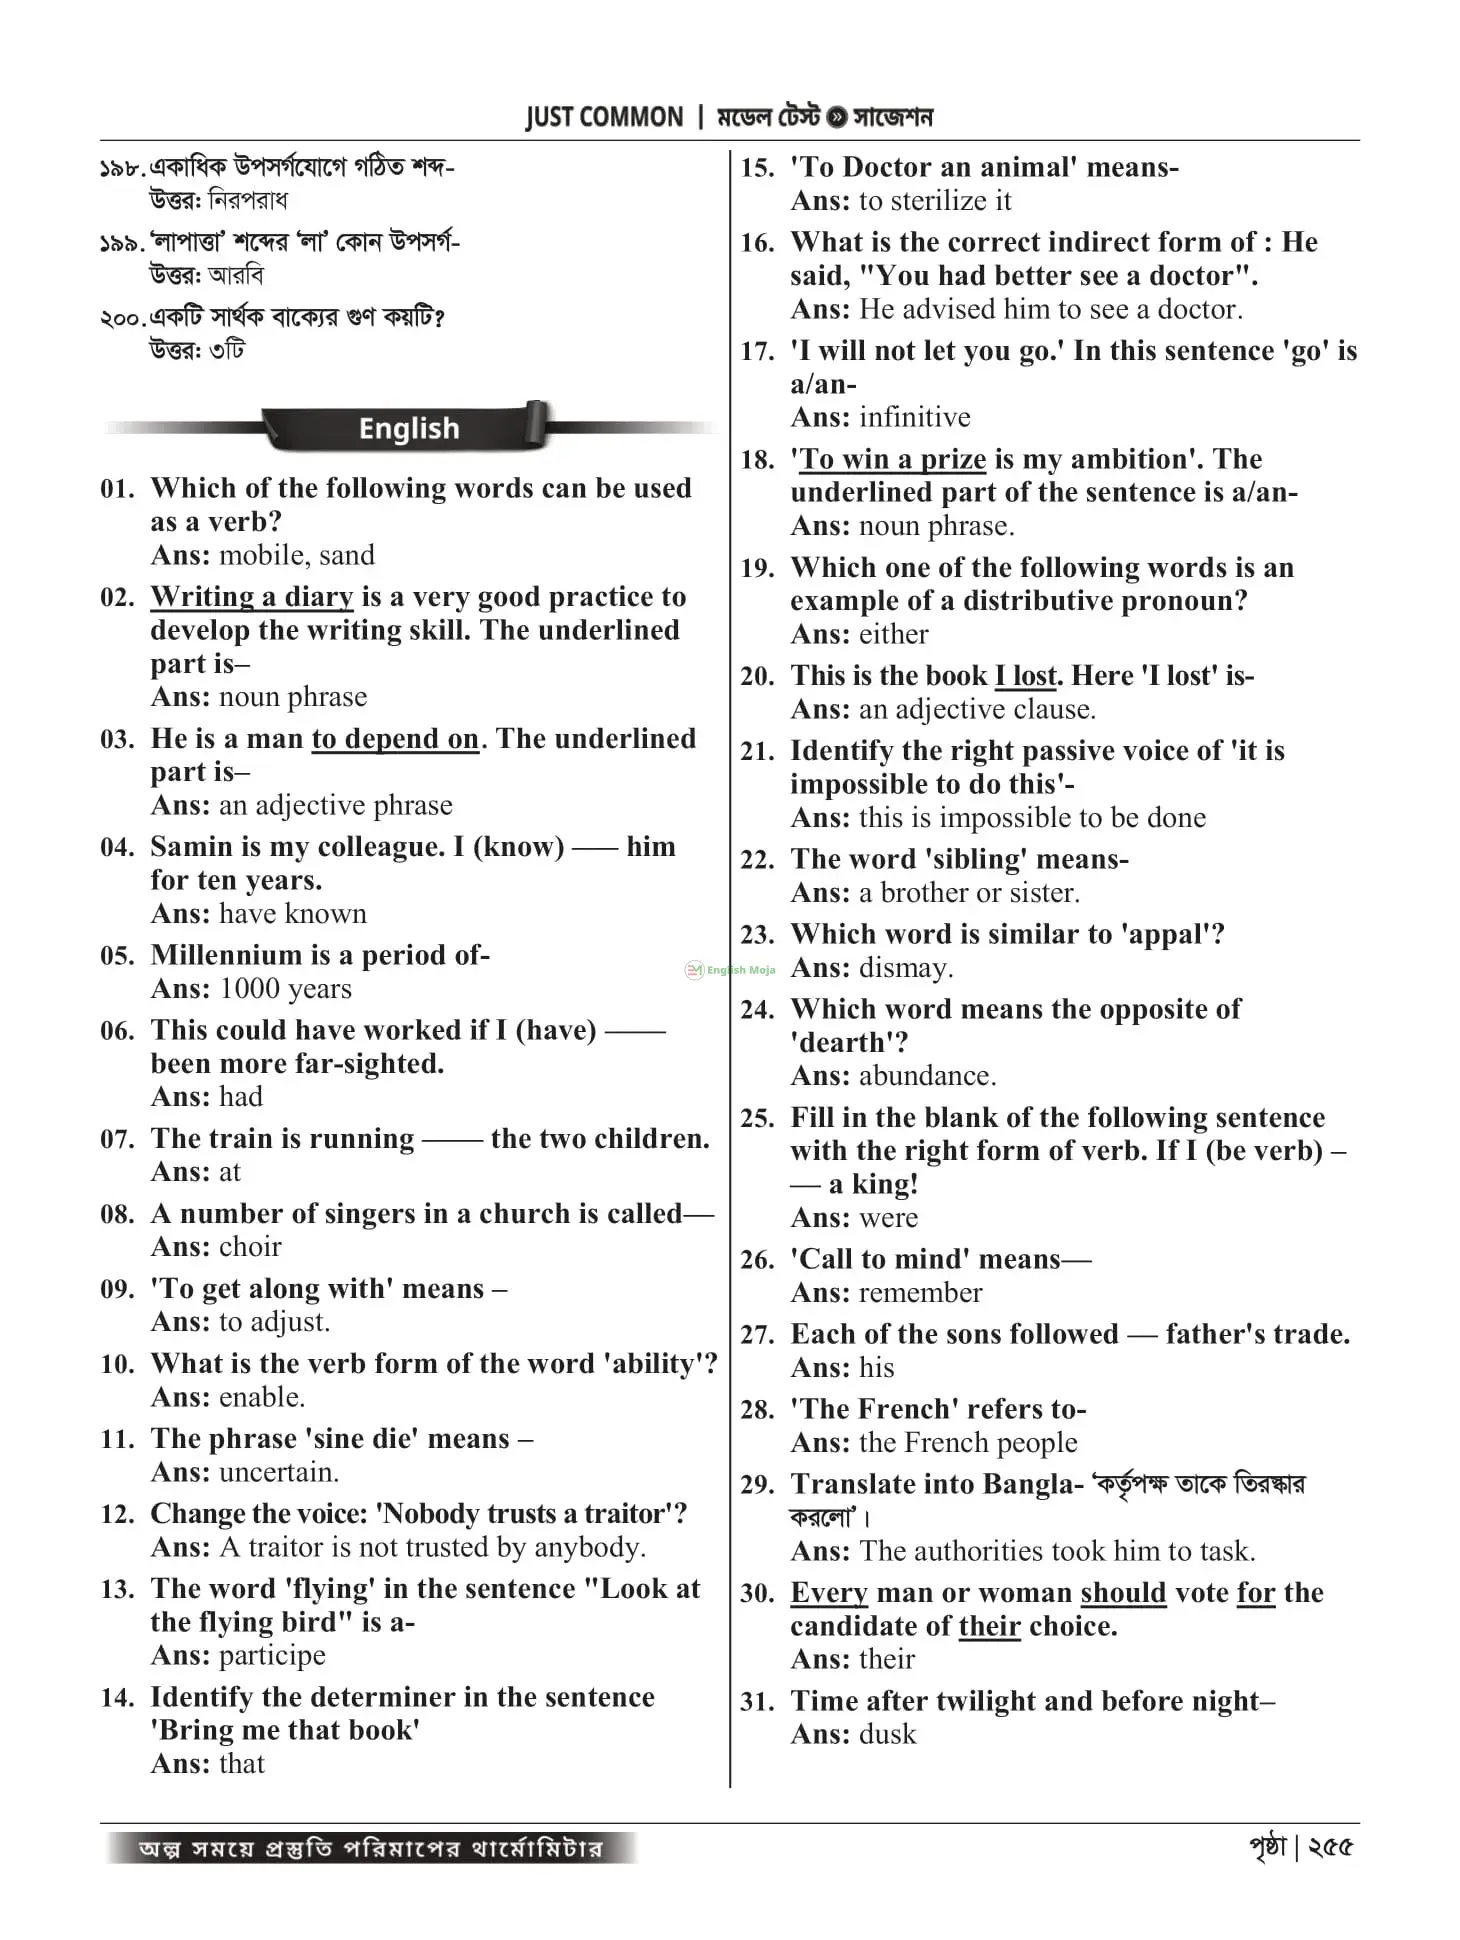 JUST COMMON | মডেল টেস্ট » সাজেশন
১৯৮. একাধিক উপসর্গযোগে গঠিত শব্দ-
উত্তর: নিরপরাধ
১৯৯. ‘লাপাত্তা’ শব্দের ‘লা’ কোন উপসর্গ-
উত্তর: আরবি
২০০. একটি সার্থক বাক্যের গুণ কয়টি?
উত্তর: ৩টি
English
01. Which of the following words can be used
as a verb?
Ans: mobile, sand
02. Writing a diary is a very good practice to
develop the writing skill. The underlined
part is–
Ans: noun phrase
03. He is a man to depend on. The underlined
part is–
Ans: an adjective phrase
04. Samin is my colleague. I (know) —– him
for ten years.
Ans: have known
05. Millennium is a period of-
Ans: 1000 years
06. This could have worked if I (have) ——
been more far-sighted.
Ans: had
07. The train is running —— the two children.
Ans: at
08. A number of singers in a church is called—
Ans: choir
09. 'To get along with' means –
Ans: to adjust.
10. What is the verb form of the word 'ability'?
Ans: enable.
11. The phrase 'sine die' means –
Ans: uncertain.
12. Change the voice: 'Nobody trusts a traitor'?
Ans: A traitor is not trusted by anybody.
13. The word 'flying' in the sentence "Look at
the flying bird" is a-
Ans: participe
14. Identify the determiner in the sentence
'Bring me that book'
Ans: that
15. 'To Doctor an animal' means-
Ans: to sterilize it
16. What is the correct indirect form of : He
said, "You had better see a doctor".
Ans: He advised him to see a doctor.
17. 'I will not let you go.' In this sentence 'go' is
a/an-
Ans: infinitive
18. 'To win a prize is my ambition'. The
underlined part of the sentence is a/an-
Ans: noun phrase.
19. Which one of the following words is an
example of a distributive pronoun?
Ans: either
20. This is the book I lost. Here 'I lost' is-
Ans: an adjective clause.
21. Identify the right passive voice of 'it is
impossible to do this'-
Ans: this is impossible to be done
22. The word 'sibling' means-
Ans: a brother or sister.
23. Which word is similar to 'appal'?
Ans: dismay.
24. Which word means the opposite of
'dearth'?
Ans: abundance.
25. Fill in the blank of the following sentence
with the right form of verb. If I (be verb) –
— a king!
Ans: were
26. 'Call to mind' means—
Ans: remember
27. Each of the sons followed — father's trade.
Ans: his
28. 'The French' refers to-
Ans: the French people
29. Translate into Bangla- ‘কর্তৃপক্ষ তাকে তিরষ্কার
করলো’।
Ans: The authorities took him to task.
30. Every man or woman should vote for the
candidate of their choice.
Ans: their
31. Time after twilight and before night–
Ans: dusk
EM English Moja
অল্প সময়ে প্রস্তুতি পরিমাপের থার্মোমিটার
পৃষ্ঠা | ২৫৫